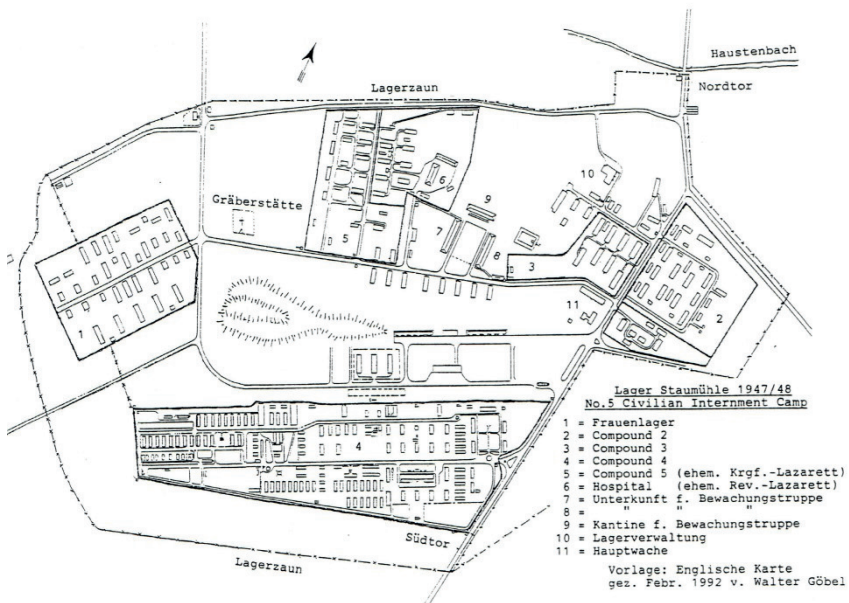 Haustenbach
Lagerzaun
Nordtor
10
6
Gräberstätte
9
5
7
8
3
11
2
1
4
Südtor
Lagerzaun
Lager Staumühle 1947/48
No.5 Civilian Internment Camp
1 = Frauenlager
2 = Compound 2
3 = Compound 3
4 = Compound 4
5 = Compound 5 (ehem. Krgf.-Lazarett)
6 = Hospital (ehem. Rev.-Lazarett)
7 = Unterkunft f. Bewachungstruppe
8 = " " "
9 = Kantine f. Bewachungstruppe
10 = Lagerverwaltung
11 = Hauptwache
Vorlage: Englische Karte
gez. Febr. 1992 v. Walter Göbel